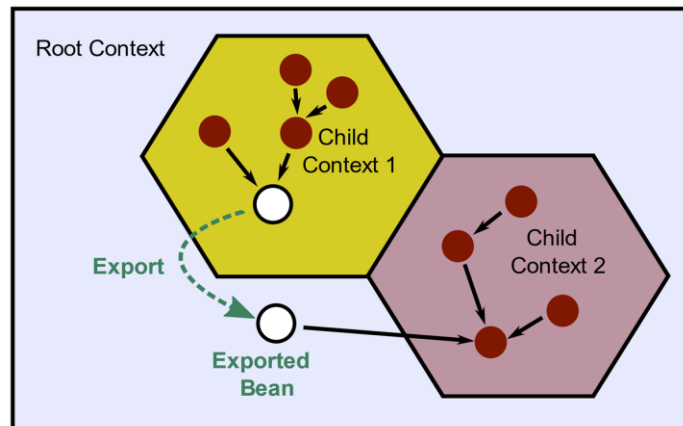 Root Context
Child
Context 1
Child
Context 2
Export
Exported
Bean